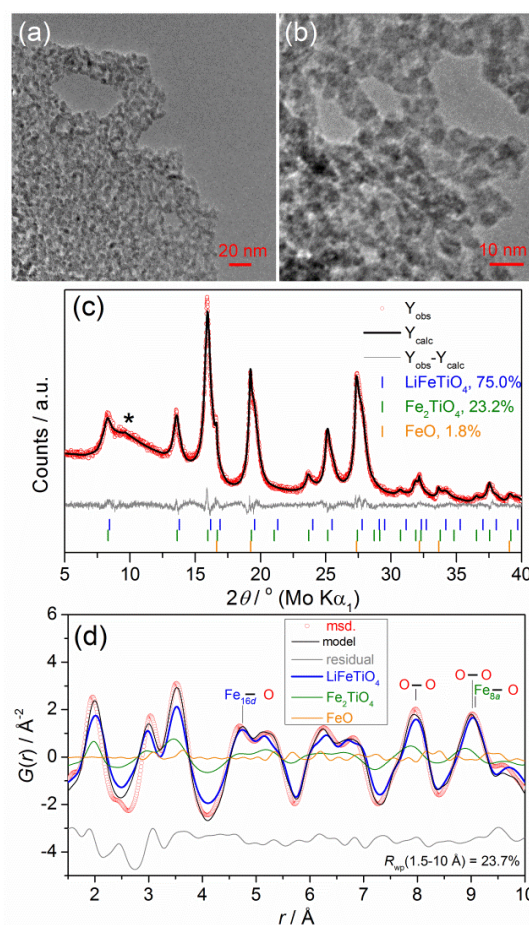 (a)
(b)
20 nm
10 nm
(c)
Y_obs
Y_calc
Y_obs-Y_calc
LiFeTiO₄, 75.0%
Fe₂TiO₄, 23.2%
FeO, 1.8%
*
Counts / a.u.
5 10 15 20 25 30 35 40
2θ / ° (Mo Kα₁)
(d)
msd.
model
residual
LiFeTiO₄
Fe₂TiO₄
FeO
Fe₁₆d – O
O – O
O – O
Fe₈a – O
G(r) / Å⁻²
4
2
0
-2
-4
R_wp(1.5-10 Å) = 23.7%
2 3 4 5 6 7 8 9 10
r / Å